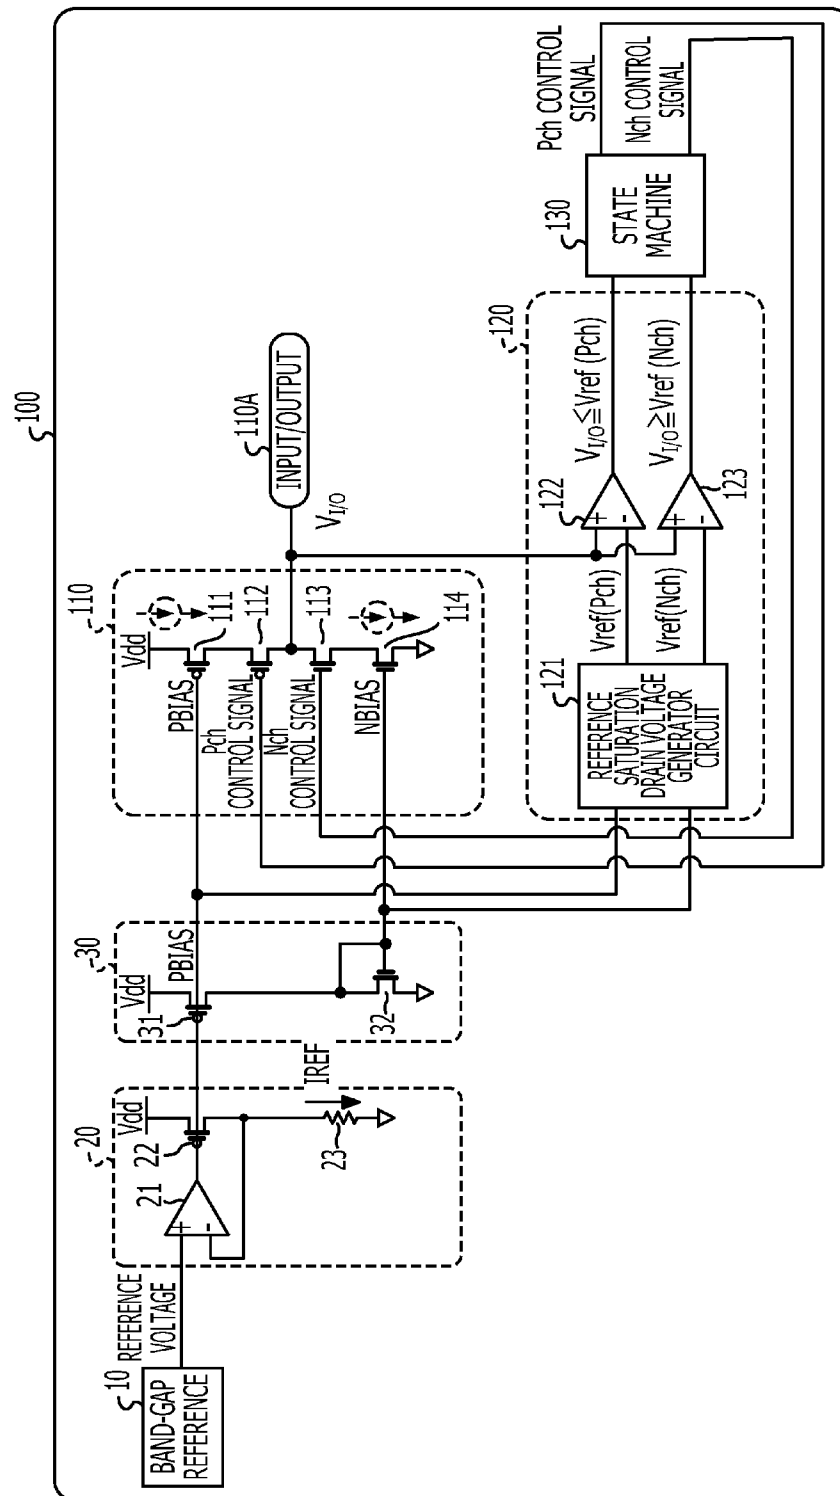 100
10
BAND-GAP
REFERENCE
REFERENCE
VOLTAGE
20
21
+
-
Vdd
22
23
IREF
30
Vdd
PBIAS
31
32
110
Vdd
PBIAS
111
Pch
CONTROL SIGNAL
112
Nch
CONTROL SIGNAL
113
NBIAS
114
110A
INPUT/OUTPUT
VI/O
120
121
REFERENCE
SATURATION
DRAIN VOLTAGE
GENERATOR
CIRCUIT
Vref(Pch)
Vref(Nch)
122
+
-
123
+
-
VI/O≦Vref (Pch)
VI/O≧Vref (Nch)
130
STATE
MACHINE
Pch CONTROL
SIGNAL
Nch CONTROL
SIGNAL